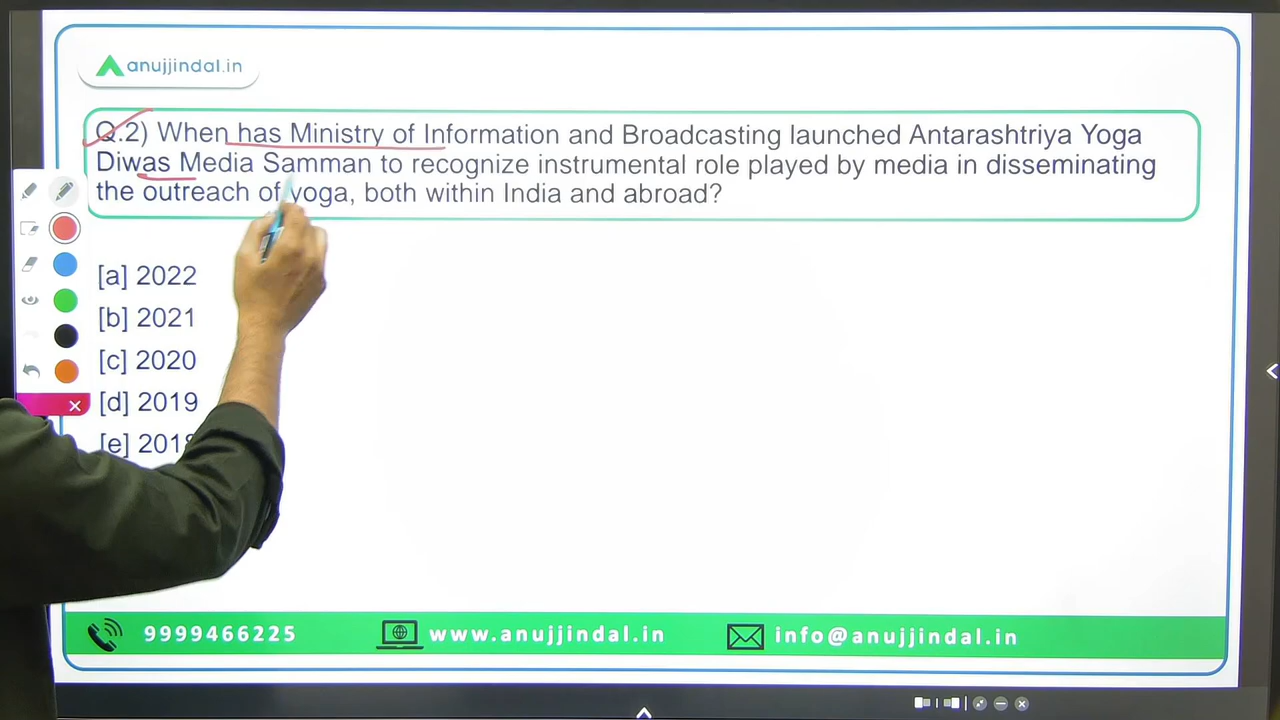 anujjindal.in
Q.2) When has Ministry of Information and Broadcasting launched Antarashtriya Yoga
Diwas Media Samman to recognize instrumental role played by media in disseminating
the outreach of yoga, both within India and abroad?
[a] 2022
[b] 2021
[c] 2020
[d] 2019
[e] 2018
9999466225
www.anujjindal.in
info@anujjindal.in